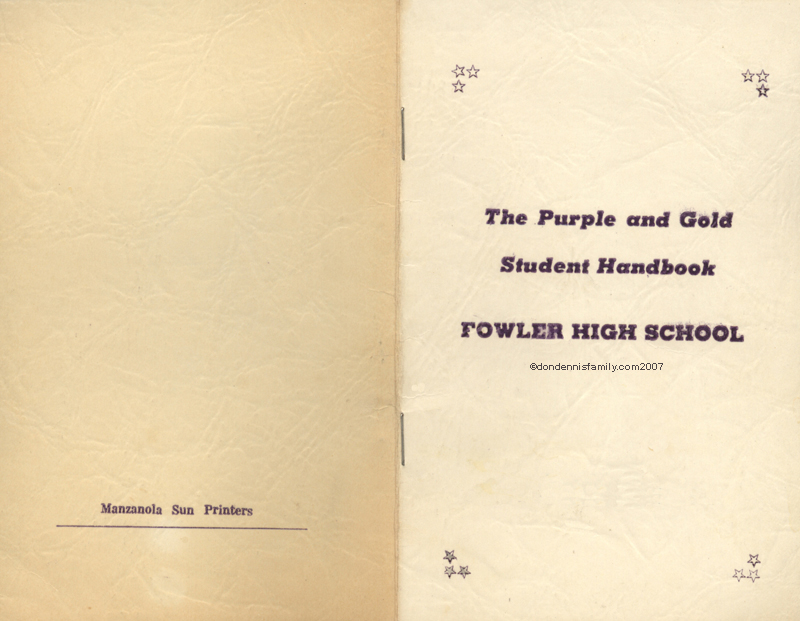 Manzanola Sun Printers
The Purple and Gold
Student Handbook
FOWLER HIGH SCHOOL
©dondennisfamily.com2007